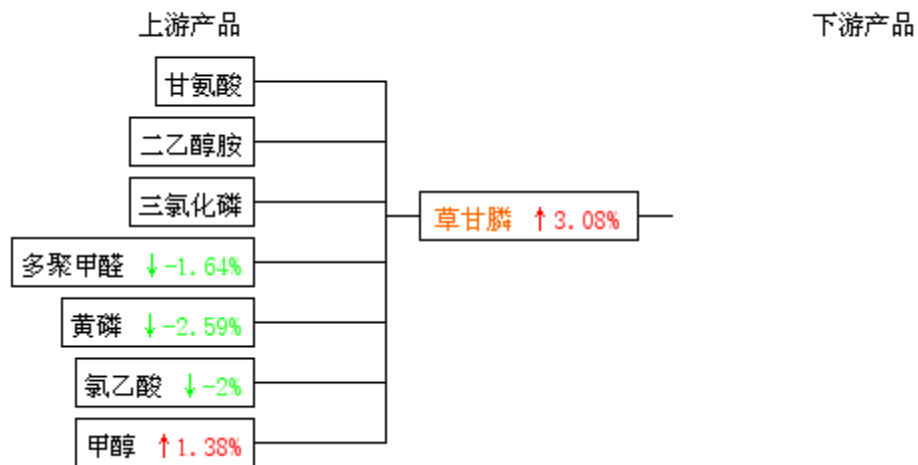 上游产品
下游产品
甘氨酸
二乙醇胺
三氯化磷
草甘膦 ↑3.08%
多聚甲醛 ↓-1.64%
黄磷 ↓-2.59%
氯乙酸 ↓-2%
甲醇 ↑1.38%